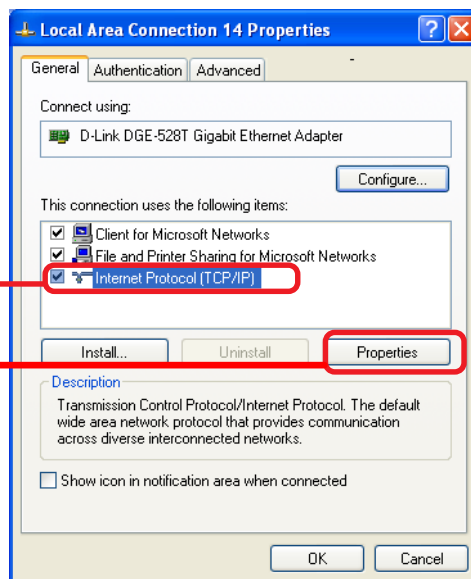 Local Area Connection 14 Properties
General Authentication Advanced
Connect using:
D-Link DGE-528T Gigabit Ethernet Adapter
Configure...
This connection uses the following items:
Client for Microsoft Networks
File and Printer Sharing for Microsoft Networks
Internet Protocol (TCP/IP)
Install... Uninstall Properties
Description
Transmission Control Protocol/Internet Protocol. The default
wide area network protocol that provides communication
across diverse interconnected networks.
Show icon in notification area when connected
OK Cancel